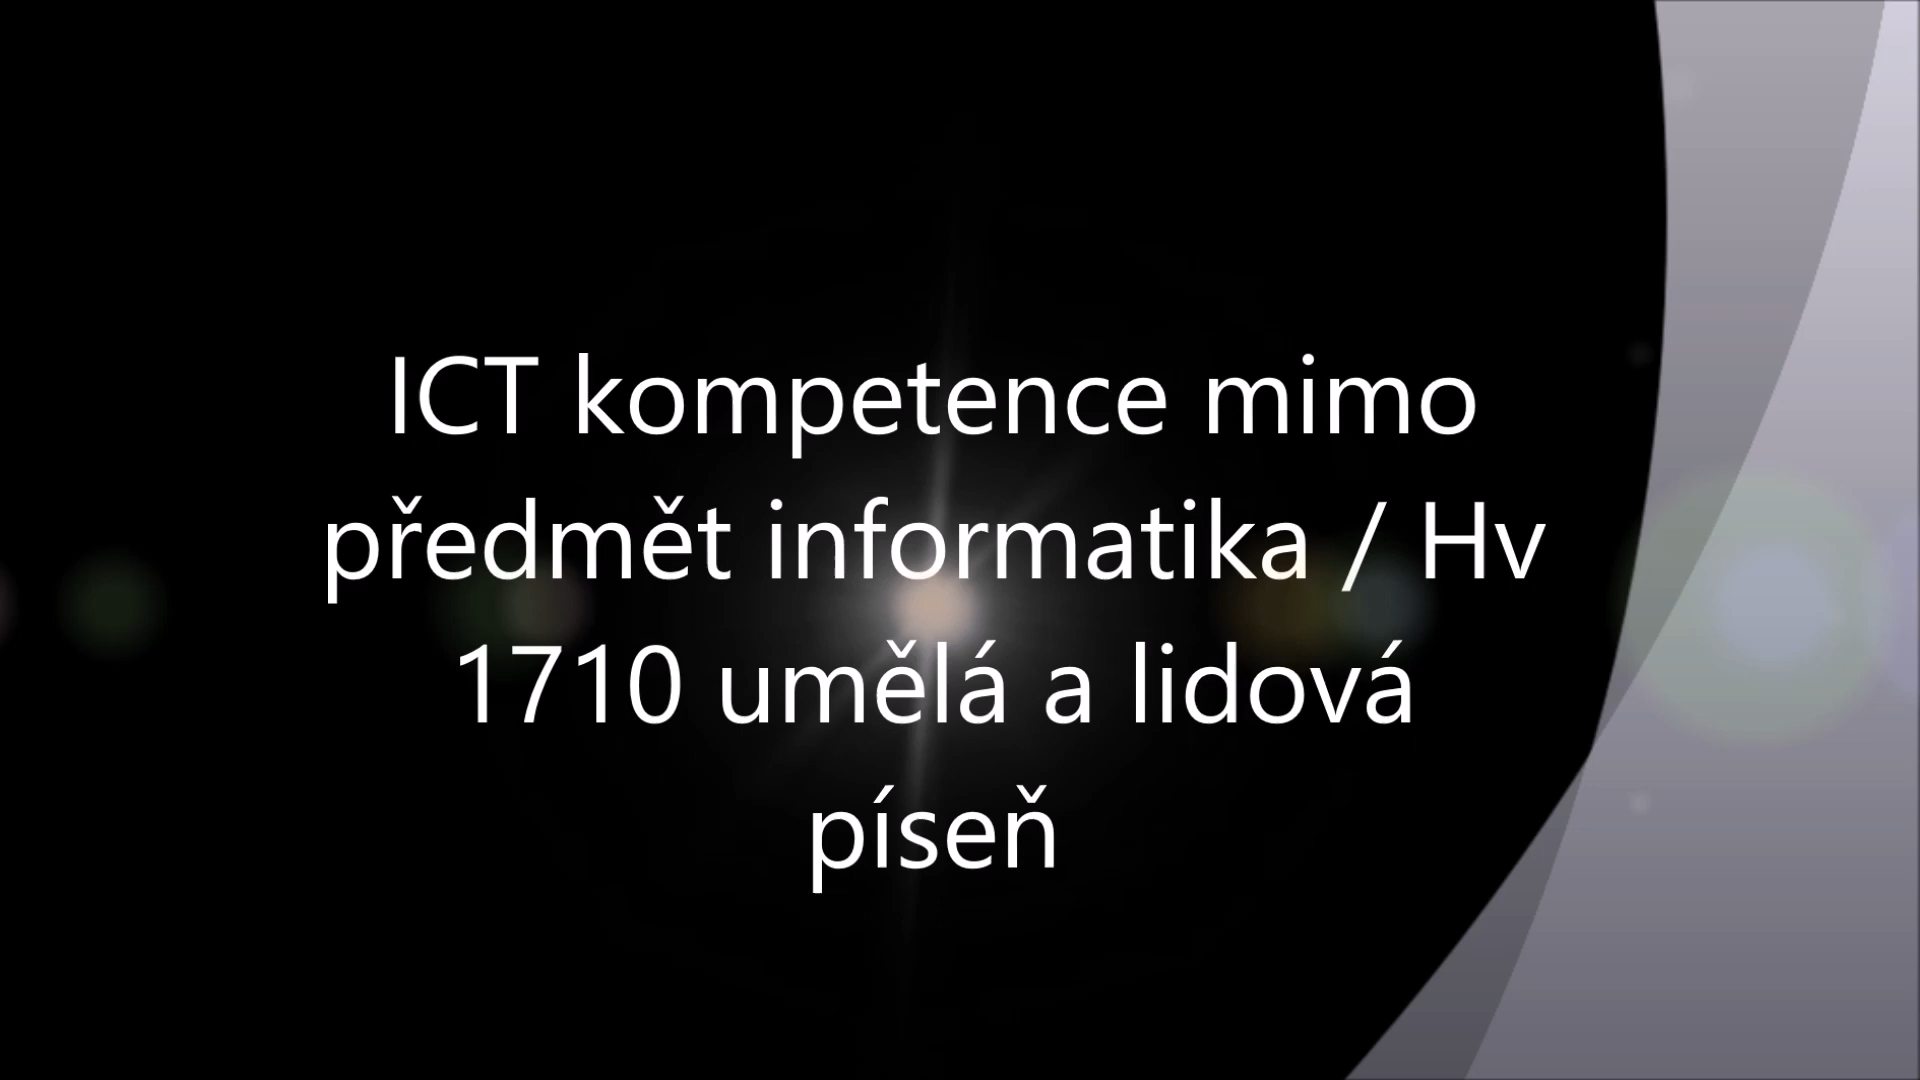 ICT kompetence mimo
předmět informatika / Hv
1710 umělá a lidová
píseň